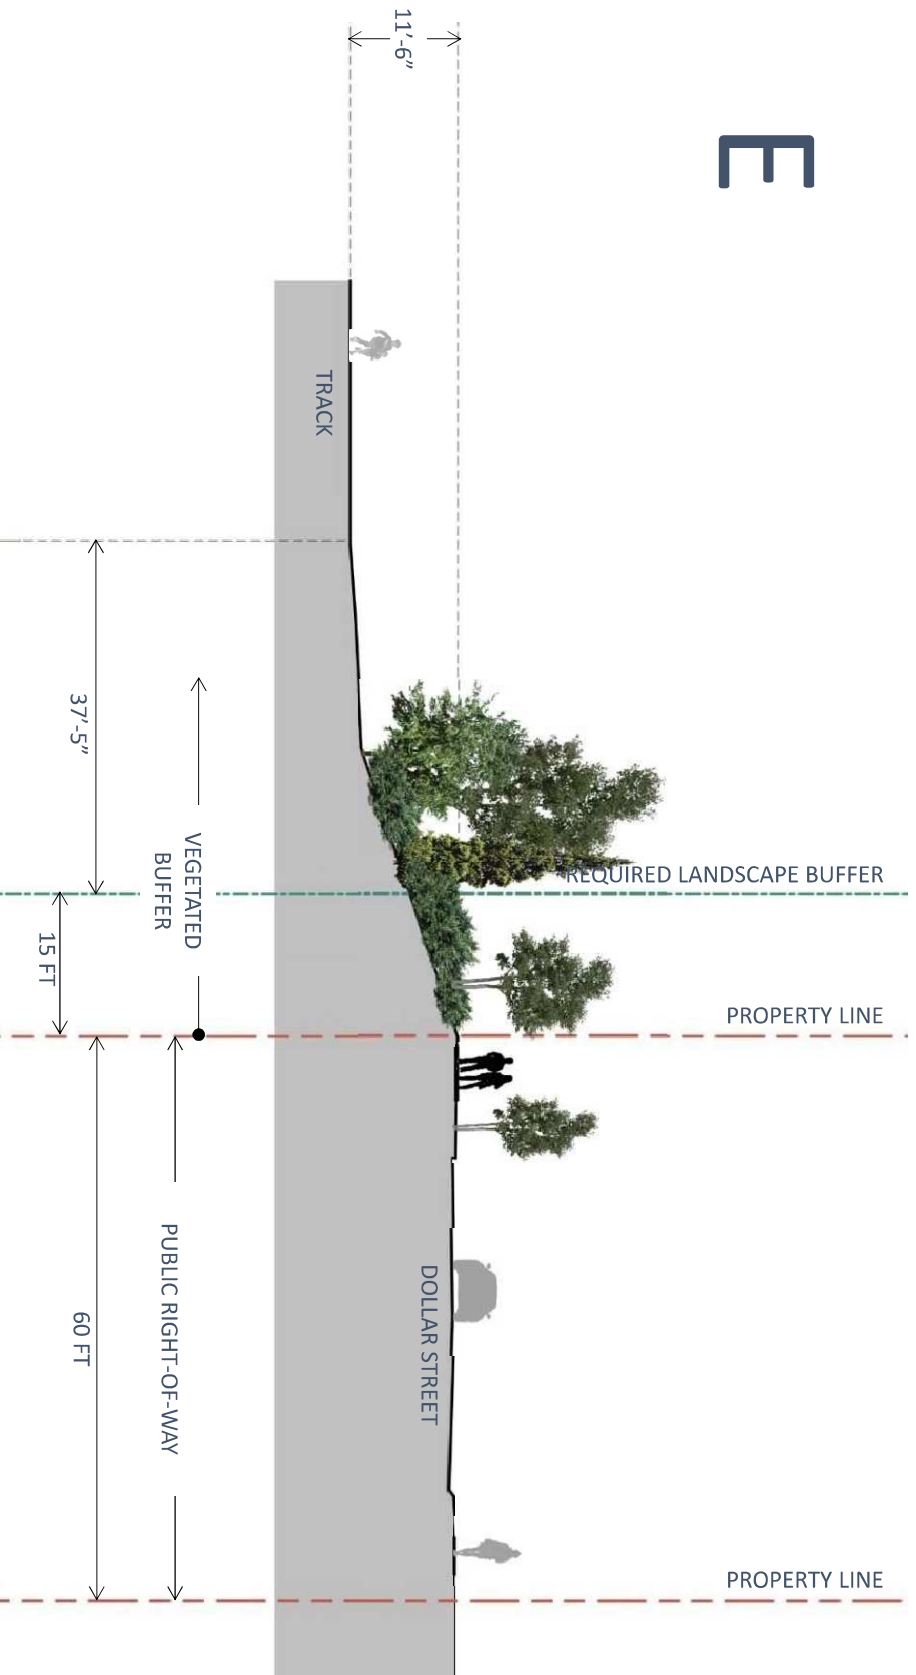 E
11'-6"
TRACK
REQUIRED LANDSCAPE BUFFER
PROPERTY LINE
PROPERTY LINE
DOLLAR STREET
VEGETATED
BUFFER
PUBLIC RIGHT-OF-WAY
37'-5"
15 FT
60 FT